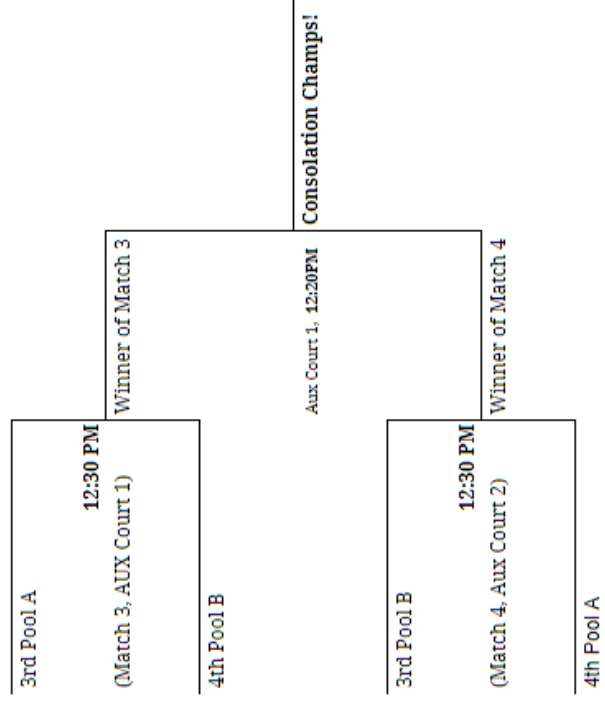 3rd Pool A
12:30 PM
(Match 3, AUX Court 1)
Winner of Match 3
4th Pool B
Aux Court 1, 12:20PM
Consolation Champs!
3rd Pool B
12:30 PM
(Match 4, Aux Court 2)
Winner of Match 4
4th Pool A